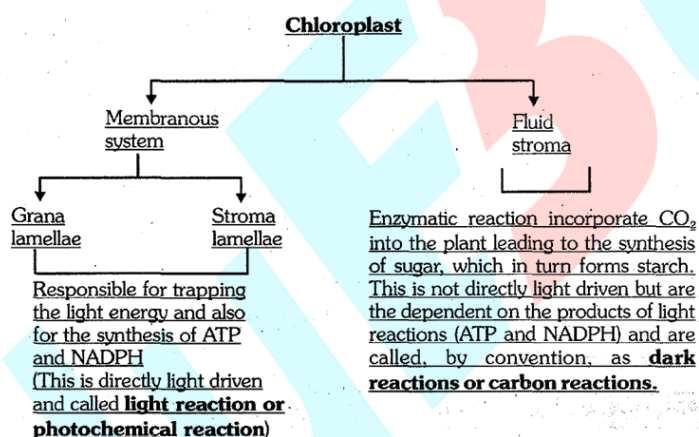 Chloroplast
Membranous
system
Fluid
stroma
Grana
lamellae
Stroma
lamellae
Responsible for trapping
the light energy and also
for the synthesis of ATP
and NADPH
(This is directly light driven
and called light reaction or
photochemical reaction)
Enzymatic reaction incorporate CO₂
into the plant leading to the synthesis
of sugar, which in turn forms starch.
This is not directly light driven but are
the dependent on the products of light
reactions (ATP and NADPH) and are
called, by convention, as dark
reactions or carbon reactions.